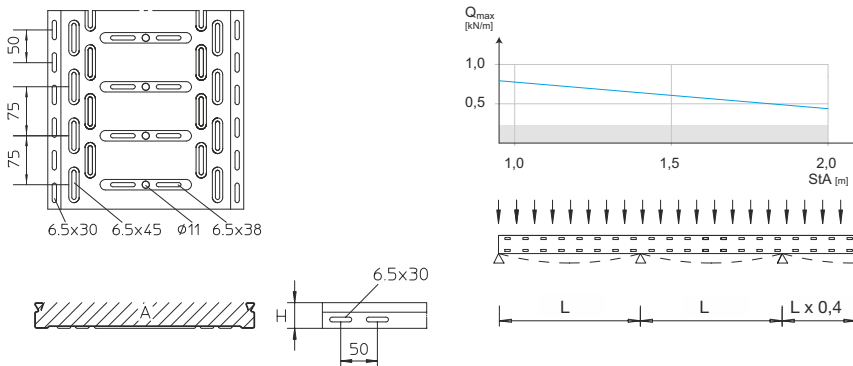 50
75
75
6.5x30 6.5x45 ø11 6.5x38
A
H
6.5x30
50
Qmax
[kN/m]
1,0
0,5
1,0 1,5 2,0
StA [m]
L L L x 0,4